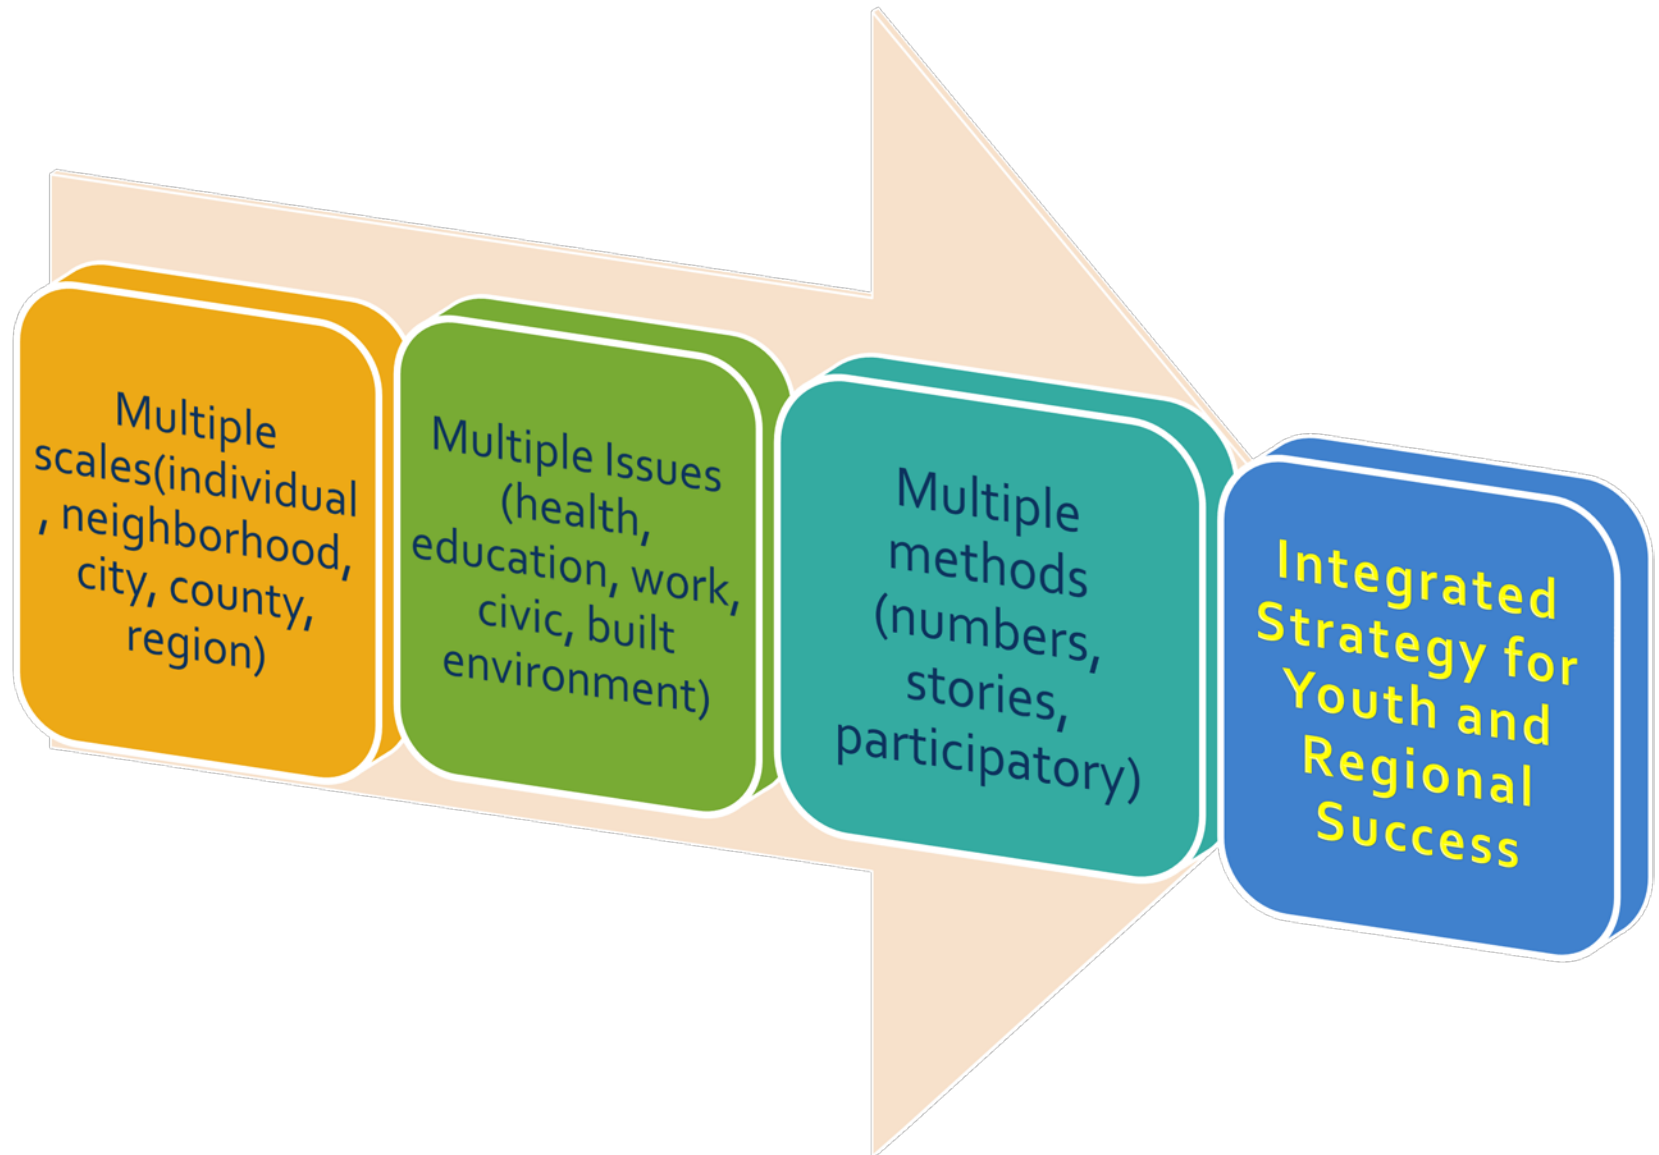 Multiple
scales(individual
, neighborhood,
city, county,
region)
Multiple Issues
(health,
education, work,
civic, built
environment)
Multiple
methods
(numbers,
stories,
participatory)
Integrated
Strategy for
Youth and
Regional
Success